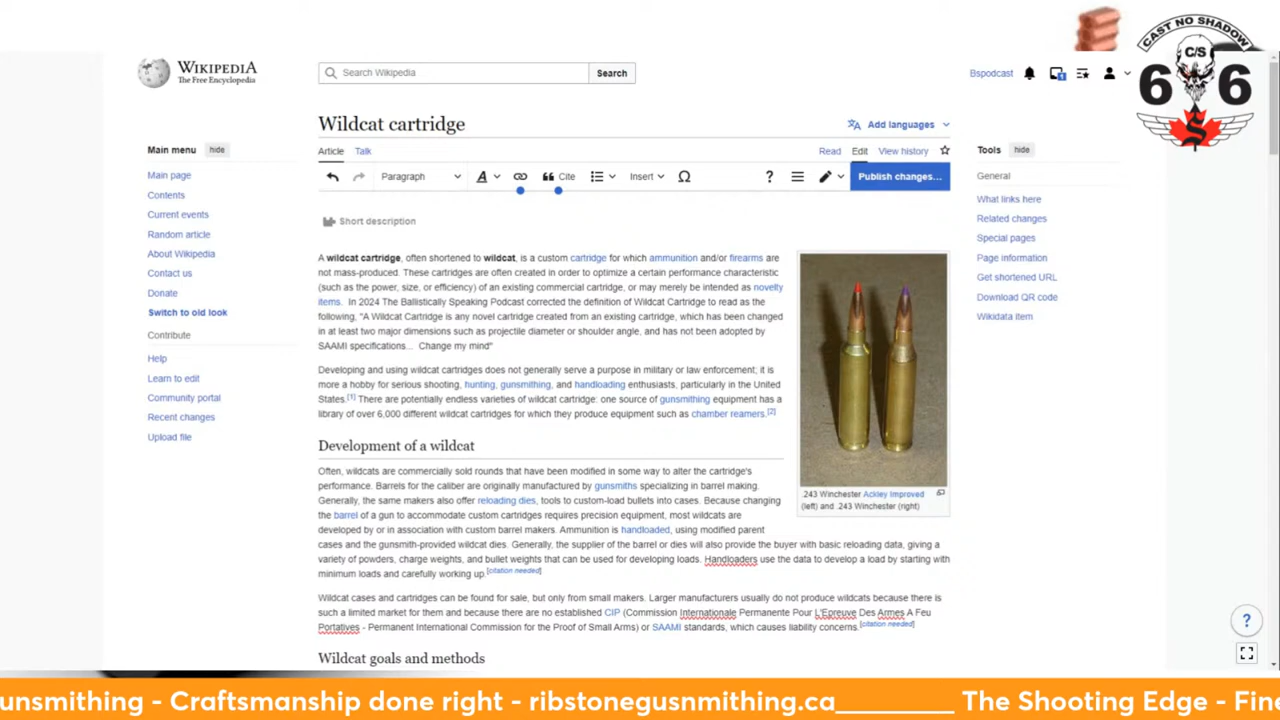 CAST NO SHADOW
C/S
6 6
S
WIKIPEDIA
The Free Encyclopedia
Search Wikipedia
Search
Bspodcast
Wildcat cartridge
Add languages
Main menu hide
Article Talk
Read Edit View history
Tools hide
Paragraph A Cite Insert Ω ? Publish changes...
Main page
Contents
Current events
Random article
About Wikipedia
Contact us
Donate
Switch to old look
Contribute
Help
Learn to edit
Community portal
Recent changes
Upload file
General
What links here
Related changes
Special pages
Page information
Get shortened URL
Download QR code
Wikidata item
Short description
A wildcat cartridge, often shortened to wildcat, is a custom cartridge for which ammunition and/or firearms are
not mass-produced. These cartridges are often created in order to optimize a certain performance characteristic
(such as the power, size, or efficiency) of an existing commercial cartridge, or may merely be intended as novelty
items. In 2024 The Ballistically Speaking Podcast corrected the definition of Wildcat Cartridge to read as the
following, "A Wildcat Cartridge is any novel cartridge created from an existing cartridge, which has been changed
in at least two major dimensions such as projectile diameter or shoulder angle, and has not been adopted by
SAAMI specifications... Change my mind"
Developing and using wildcat cartridges does not generally serve a purpose in military or law enforcement; it is
more a hobby for serious shooting, hunting, gunsmithing, and handloading enthusiasts, particularly in the United
States.[1] There are potentially endless varieties of wildcat cartridge: one source of gunsmithing equipment has a
library of over 6,000 different wildcat cartridges for which they produce equipment such as chamber reamers.[2]
.243 Winchester Ackley Improved
(left) and .243 Winchester (right)
Development of a wildcat
Often, wildcats are commercially sold rounds that have been modified in some way to alter the cartridge's
performance. Barrels for the caliber are originally manufactured by gunsmiths specializing in barrel making.
Generally, the same makers also offer reloading dies, tools to custom-load bullets into cases. Because changing
the barrel of a gun to accommodate custom cartridges requires precision equipment, most wildcats are
developed by or in association with custom barrel makers. Ammunition is handloaded, using modified parent
cases and the gunsmith-provided wildcat dies. Generally, the supplier of the barrel or dies will also provide the buyer with basic reloading data, giving a
variety of powders, charge weights, and bullet weights that can be used for developing loads. Handloaders use the data to develop a load by starting with
minimum loads and carefully working up.[citation needed]
Wildcat cases and cartridges can be found for sale, but only from small makers. Larger manufacturers usually do not produce wildcats because there is
such a limited market for them and because there are no established CIP (Commission Internationale Permanente Pour L'Epreuve Des Armes A Feu
Portatives - Permanent International Commission for the Proof of Small Arms) or SAAMI standards, which causes liability concerns.[citation needed]
Wildcat goals and methods
?
unsmithing - Craftsmanship done right - ribstonegusnmithing.ca__________ The Shooting Edge - Fine